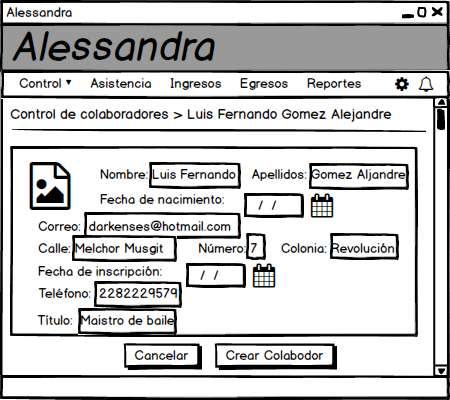 Alessandra
Alessandra
Control ▼ Asistencia Ingresos Egresos Reportes
Control de colaboradores > Luis Fernando Gomez Alejandre
Nombre: Luis Fernando Apellidos: Gomez Aljandre
Fecha de nacimiento: / /
Correo: darkenses@hotmail.com
Calle: Melchor Musgit Número: 7 Colonia: Revolución
Fecha de inscripción: / /
Teléfono: 2282229579
Título: Maistro de baile
Cancelar Crear Colabodor